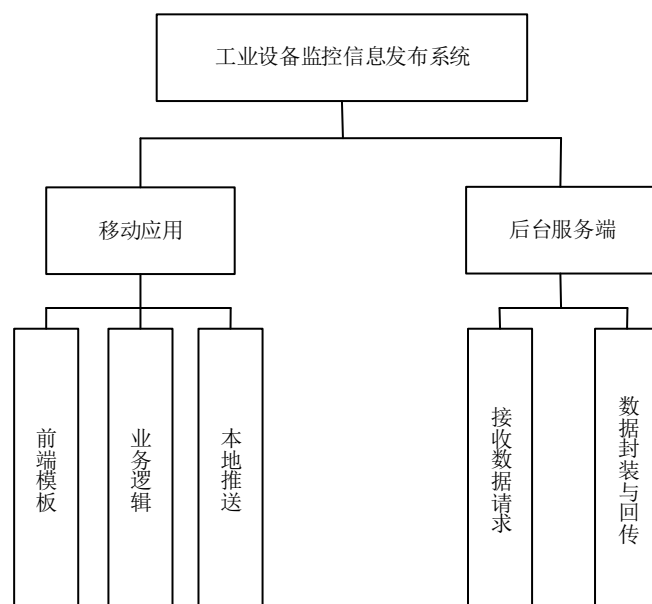 工业设备监控信息发布系统
移动应用
后台服务端
前端模板
业务逻辑
本地推送
接收数据请求
数据封装与回传